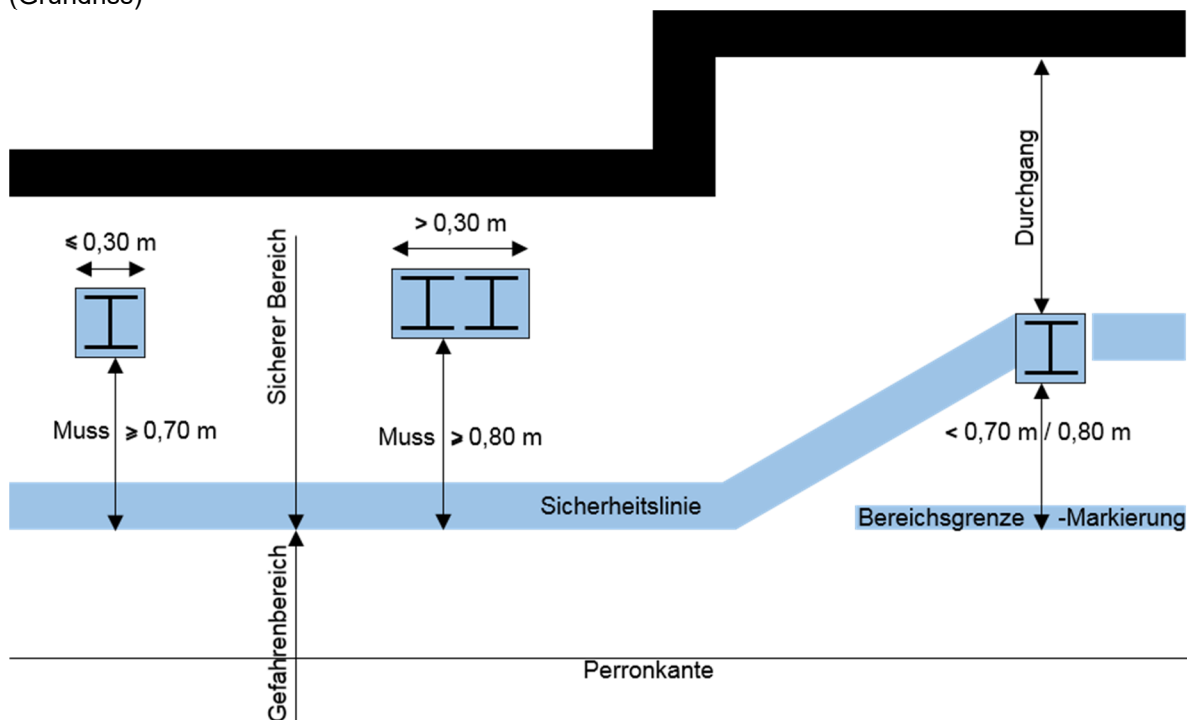 (Grundriss)
Durchgang
> 0,30 m
⩽ 0,30 m
Sicherer Bereich
Muss ⩾ 0,70 m
Muss ⩾ 0,80 m
< 0,70 m / 0,80 m
Sicherheitslinie
Bereichsgrenze -Markierung
Gefahrenbereich
Perronkante